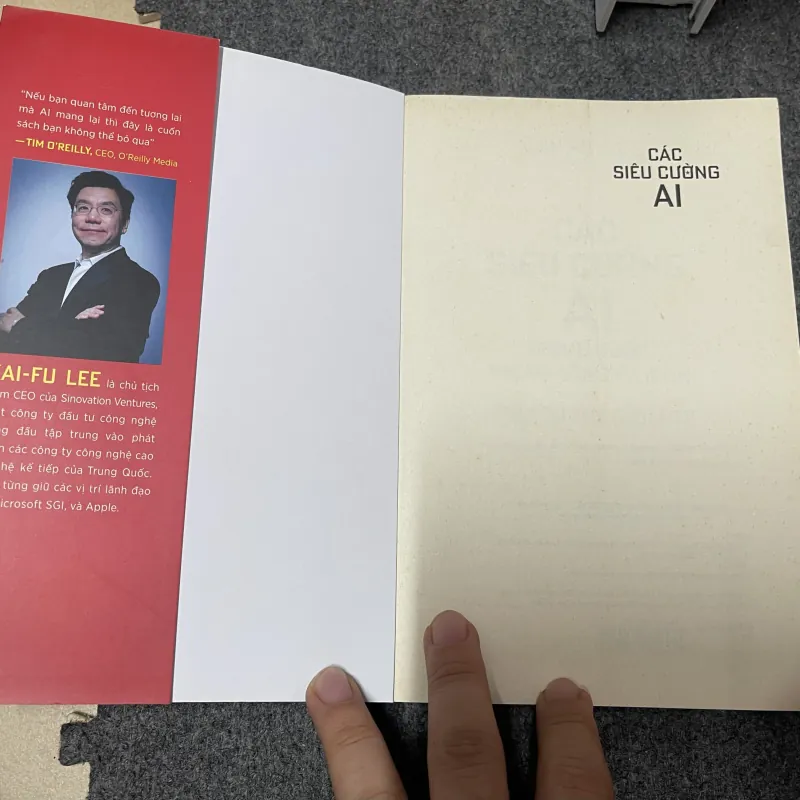 "Nếu bạn quan tâm đến tương lai
mà AI mang lại thì đây là cuốn
sách bạn không thể bỏ qua"
—TIM O'REILLY, CEO, O'Reilly Media
KAI-FU LEE là chủ tịch
CEO của Sinovation Ventures,
công ty đầu tư công nghệ
đầu tập trung vào phát
các công ty công nghệ cao
hệ kế tiếp của Trung Quốc.
từng giữ các vị trí lãnh đạo
Microsoft SGI, và Apple.
CÁC
SIÊU CƯỜNG
AI